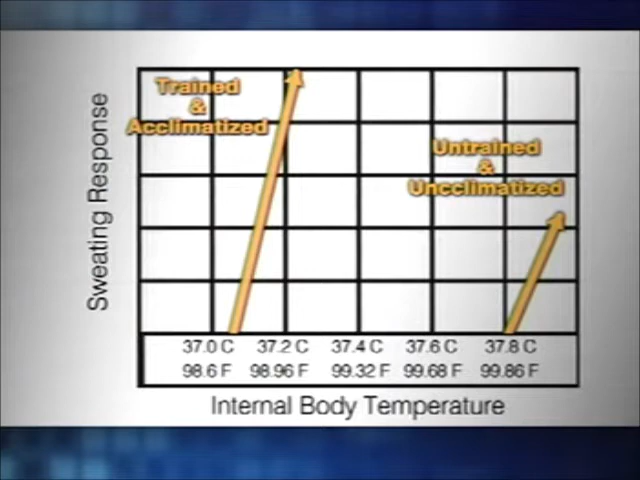 Trained
&
Acclimatized
Untrained
&
Uncclimatized
Sweating Response
37.0 C 37.2 C 37.4 C 37.6 C 37.8 C
98.6 F 98.96 F 99.32 F 99.68 F 99.86 F
Internal Body Temperature